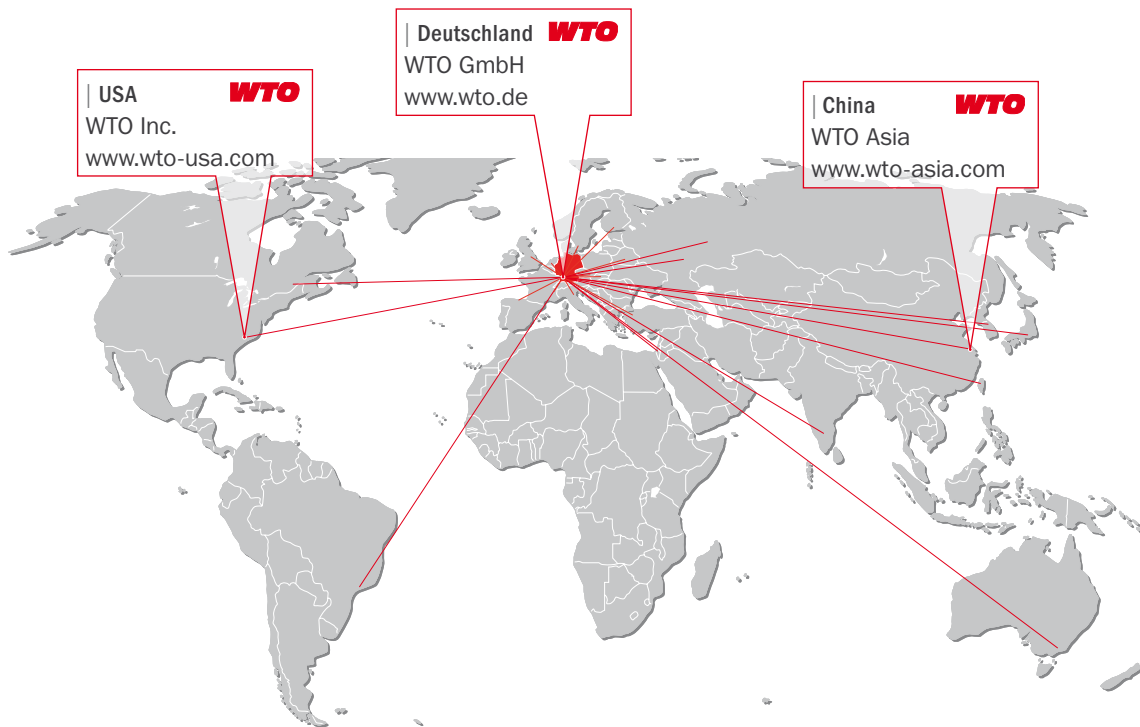 | Deutschland WTO
WTO GmbH
www.wto.de
| USA WTO
WTO Inc.
www.wto-usa.com
| China WTO
WTO Asia
www.wto-asia.com